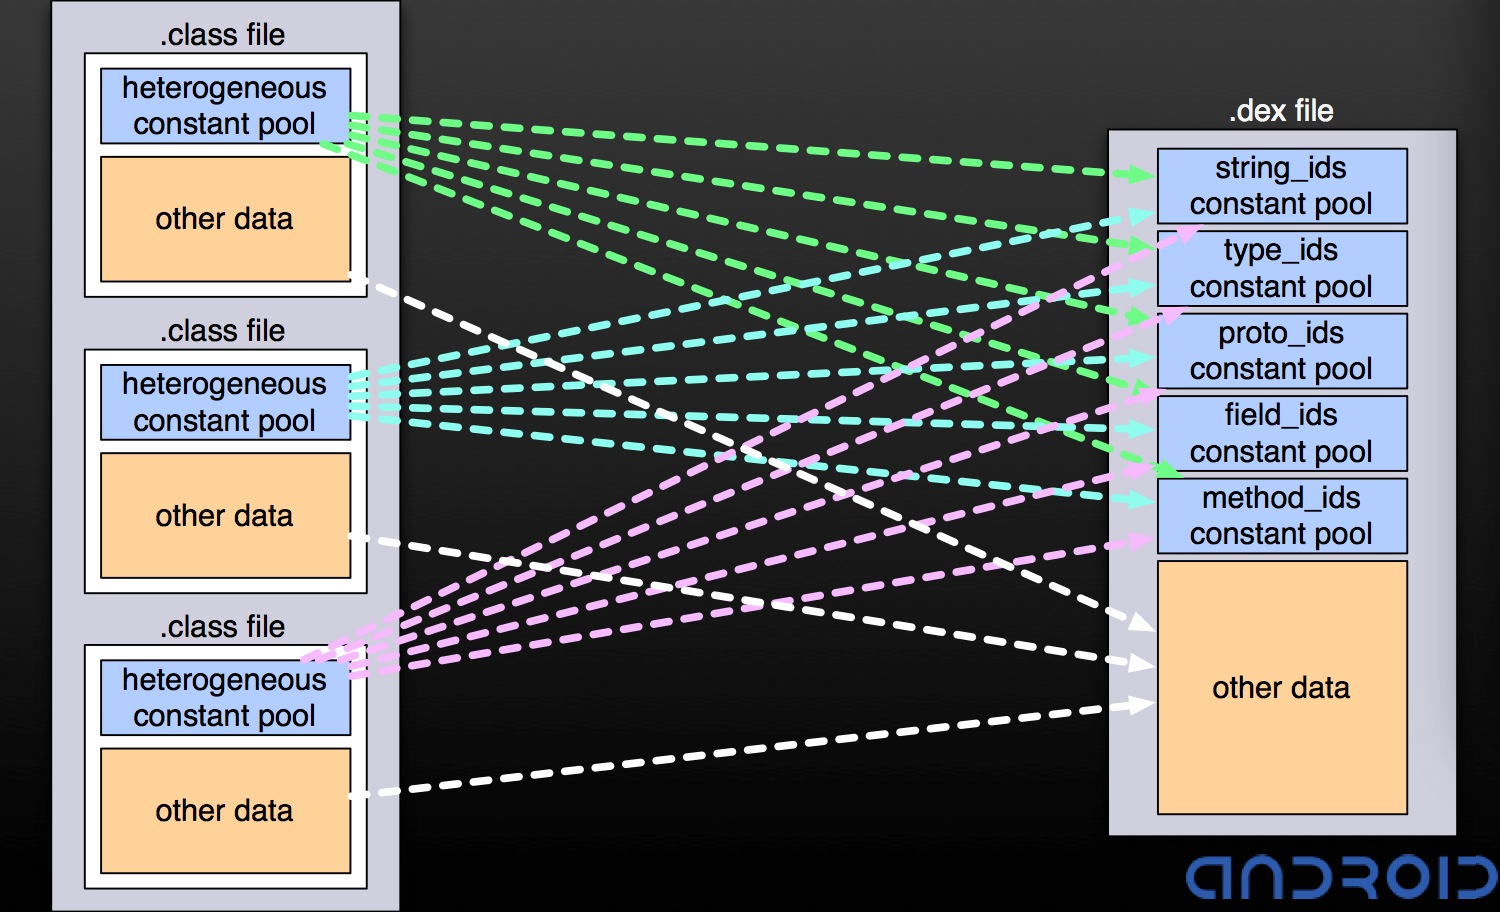 .class file
heterogeneous
constant pool
other data
.class file
heterogeneous
constant pool
other data
.class file
heterogeneous
constant pool
other data
.dex file
string_ids
constant pool
type_ids
constant pool
proto_ids
constant pool
field_ids
constant pool
method_ids
constant pool
other data
ANDROID